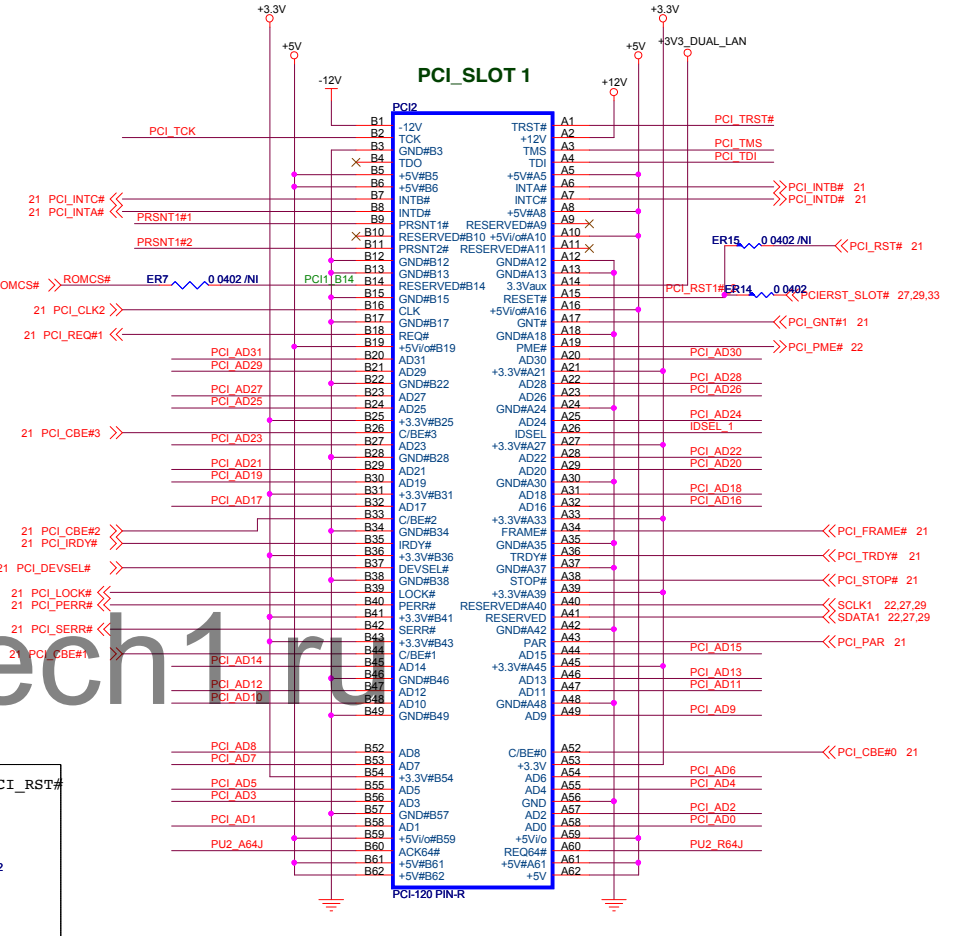 +3.3V +3.3V
+5V +5V +3V3_DUAL_LAN
-12V PCI_SLOT 1 +12V
PCI2
B1 -12V TRST# A1 PCI_TRST#
PCI_TCK B2 TCK +12V A2
B3 GND#B3 TMS A3 PCI_TMS
B4 TDO TDI A4 PCI_TDI
B5 +5V#B5 +5V#A5 A5
B6 +5V#B6 INTA# A6 PCI_INTB# 21
21 PCI_INTC# B7 INTB# INTC# A7 PCI_INTD# 21
21 PCI_INTA# B8 INTD# +5V#A8 A8
PRSNT1#1 B9 PRSNT1# RESERVED#A9 A9
B10 RESERVED#B10 +5Vi/o#A10 A10
PRSNT1#2 B11 PRSNT2# RESERVED#A11 A11 ER15 0 0402 /NI PCI_RST# 21
B12 GND#B12 GND#A12 A12
B13 GND#B13 GND#A13 A13
OMCS# ROMCS# ER7 0 0402 /NI PCI1_B14 B14 RESERVED#B14 3.3Vaux A14
B15 GND#B15 RESET# A15 PCI_RST1# ER14 0 0402 PCIERST_SLOT# 27,29,33
21 PCI_CLK2 B16 CLK +5Vi/o#A16 A16
B17 GND#B17 GNT# A17 PCI_GNT#1 21
21 PCI_REQ#1 B18 REQ# GND#A18 A18
B19 +5Vi/o#B19 PME# A19 PCI_PME# 22
PCI_AD31 B20 AD31 AD30 A20 PCI_AD30
PCI_AD29 B21 AD29 +3.3V#A21 A21
B22 GND#B22 AD28 A22 PCI_AD28
PCI_AD27 B23 AD27 AD26 A23 PCI_AD26
PCI_AD25 B24 AD25 GND#A24 A24
B25 +3.3V#B25 AD24 A25 PCI_AD24
21 PCI_CBE#3 B26 C/BE#3 IDSEL A26 IDSEL_1
PCI_AD23 B27 AD23 +3.3V#A27 A27
B28 GND#B28 AD22 A28 PCI_AD22
PCI_AD21 B29 AD21 AD20 A29 PCI_AD20
PCI_AD19 B30 AD19 GND#A30 A30
B31 +3.3V#B31 AD18 A31 PCI_AD18
PCI_AD17 B32 AD17 AD16 A32 PCI_AD16
B33 C/BE#2 +3.3V#A33 A33
21 PCI_CBE#2 B34 GND#B34 FRAME# A34 PCI_FRAME# 21
21 PCI_IRDY# B35 IRDY# GND#A35 A35
B36 +3.3V#B36 TRDY# A36 PCI_TRDY# 21
21 PCI_DEVSEL# B37 DEVSEL# GND#A37 A37
B38 GND#B38 STOP# A38 PCI_STOP# 21
21 PCI_LOCK# B39 LOCK# +3.3V#A39 A39
21 PCI_PERR# B40 PERR# RESERVED#A40 A40 SCLK1 22,27,29
B41 +3.3V#B41 RESERVED A41 SDATA1 22,27,29
21 PCI_SERR# B42 SERR# GND#A42 A42
B43 +3.3V#B43 PAR A43 PCI_PAR 21
21 PCI_CBE#1 B44 C/BE#1 AD15 A44 PCI_AD15
PCI_AD14 B45 AD14 +3.3V#A45 A45
B46 GND#B46 AD13 A46 PCI_AD13
PCI_AD12 B47 AD12 AD11 A47 PCI_AD11
PCI_AD10 B48 AD10 GND#A48 A48
B49 GND#B49 AD9 A49 PCI_AD9
ech1.ru
PCI_AD8 B52 AD8 C/BE#0 A52 PCI_CBE#0 21
PCI_AD7 B53 AD7 +3.3V A53
B54 +3.3V#B54 AD6 A54 PCI_AD6
CI_RST# PCI_AD5 B55 AD5 AD4 A55 PCI_AD4
PCI_AD3 B56 AD3 GND A56
B57 GND#B57 AD2 A57 PCI_AD2
PCI_AD1 B58 AD1 AD0 A58 PCI_AD0
B59 +5Vi/o#B59 +5Vi/o A59
PU2_A64J B60 ACK64# REQ64# A60 PU2_R64J
2 B61 +5V#B61 +5V#A61 A61
B62 +5V#B62 +5V A62
PCI-120 PIN-R